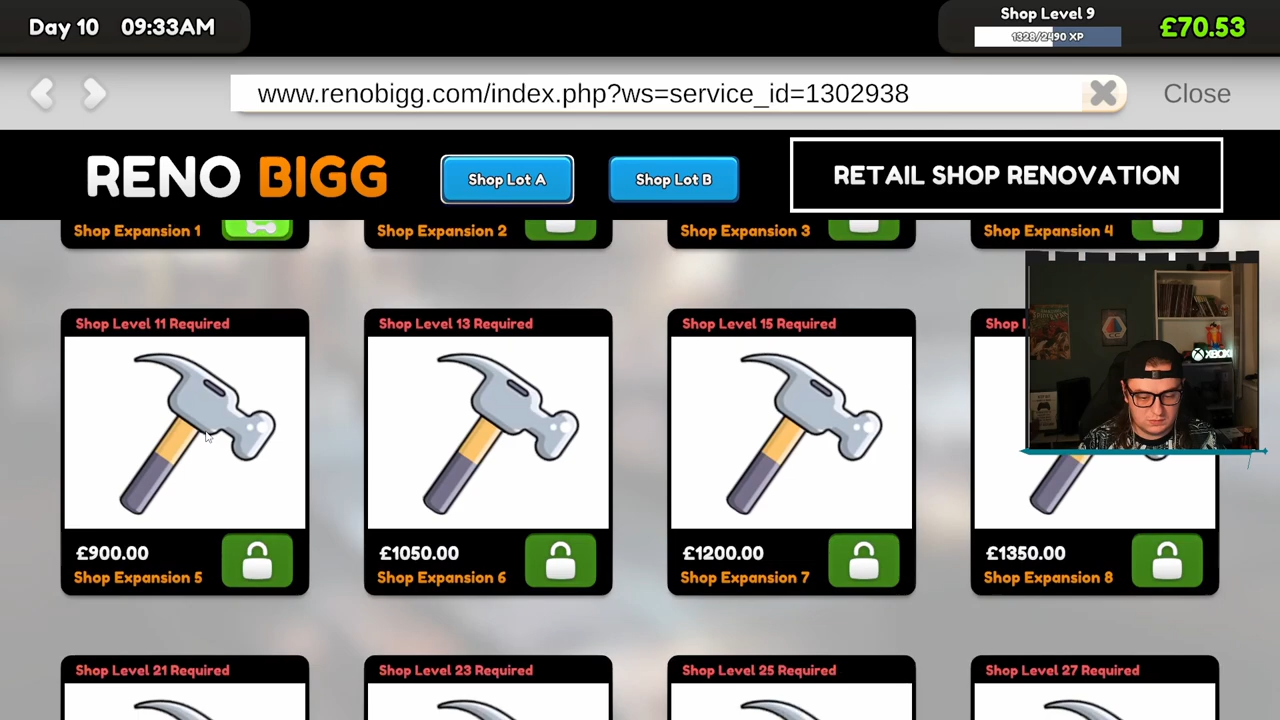 Day 10 09:33AM
Shop Level 9
1328/2490 XP
£70.53
www.renobigg.com/index.php?ws=service_id=1302938
Close
RENO BIGG
Shop Lot A
Shop Lot B
RETAIL SHOP RENOVATION
Shop Expansion 1
Shop Expansion 2
Shop Expansion 3
Shop Expansion 4
Shop Level 11 Required
Shop Level 13 Required
Shop Level 15 Required
Shop
XBOX
£900.00
Shop Expansion 5
£1050.00
Shop Expansion 6
£1200.00
Shop Expansion 7
£1350.00
Shop Expansion 8
Shop Level 21 Required
Shop Level 23 Required
Shop Level 25 Required
Shop Level 27 Required